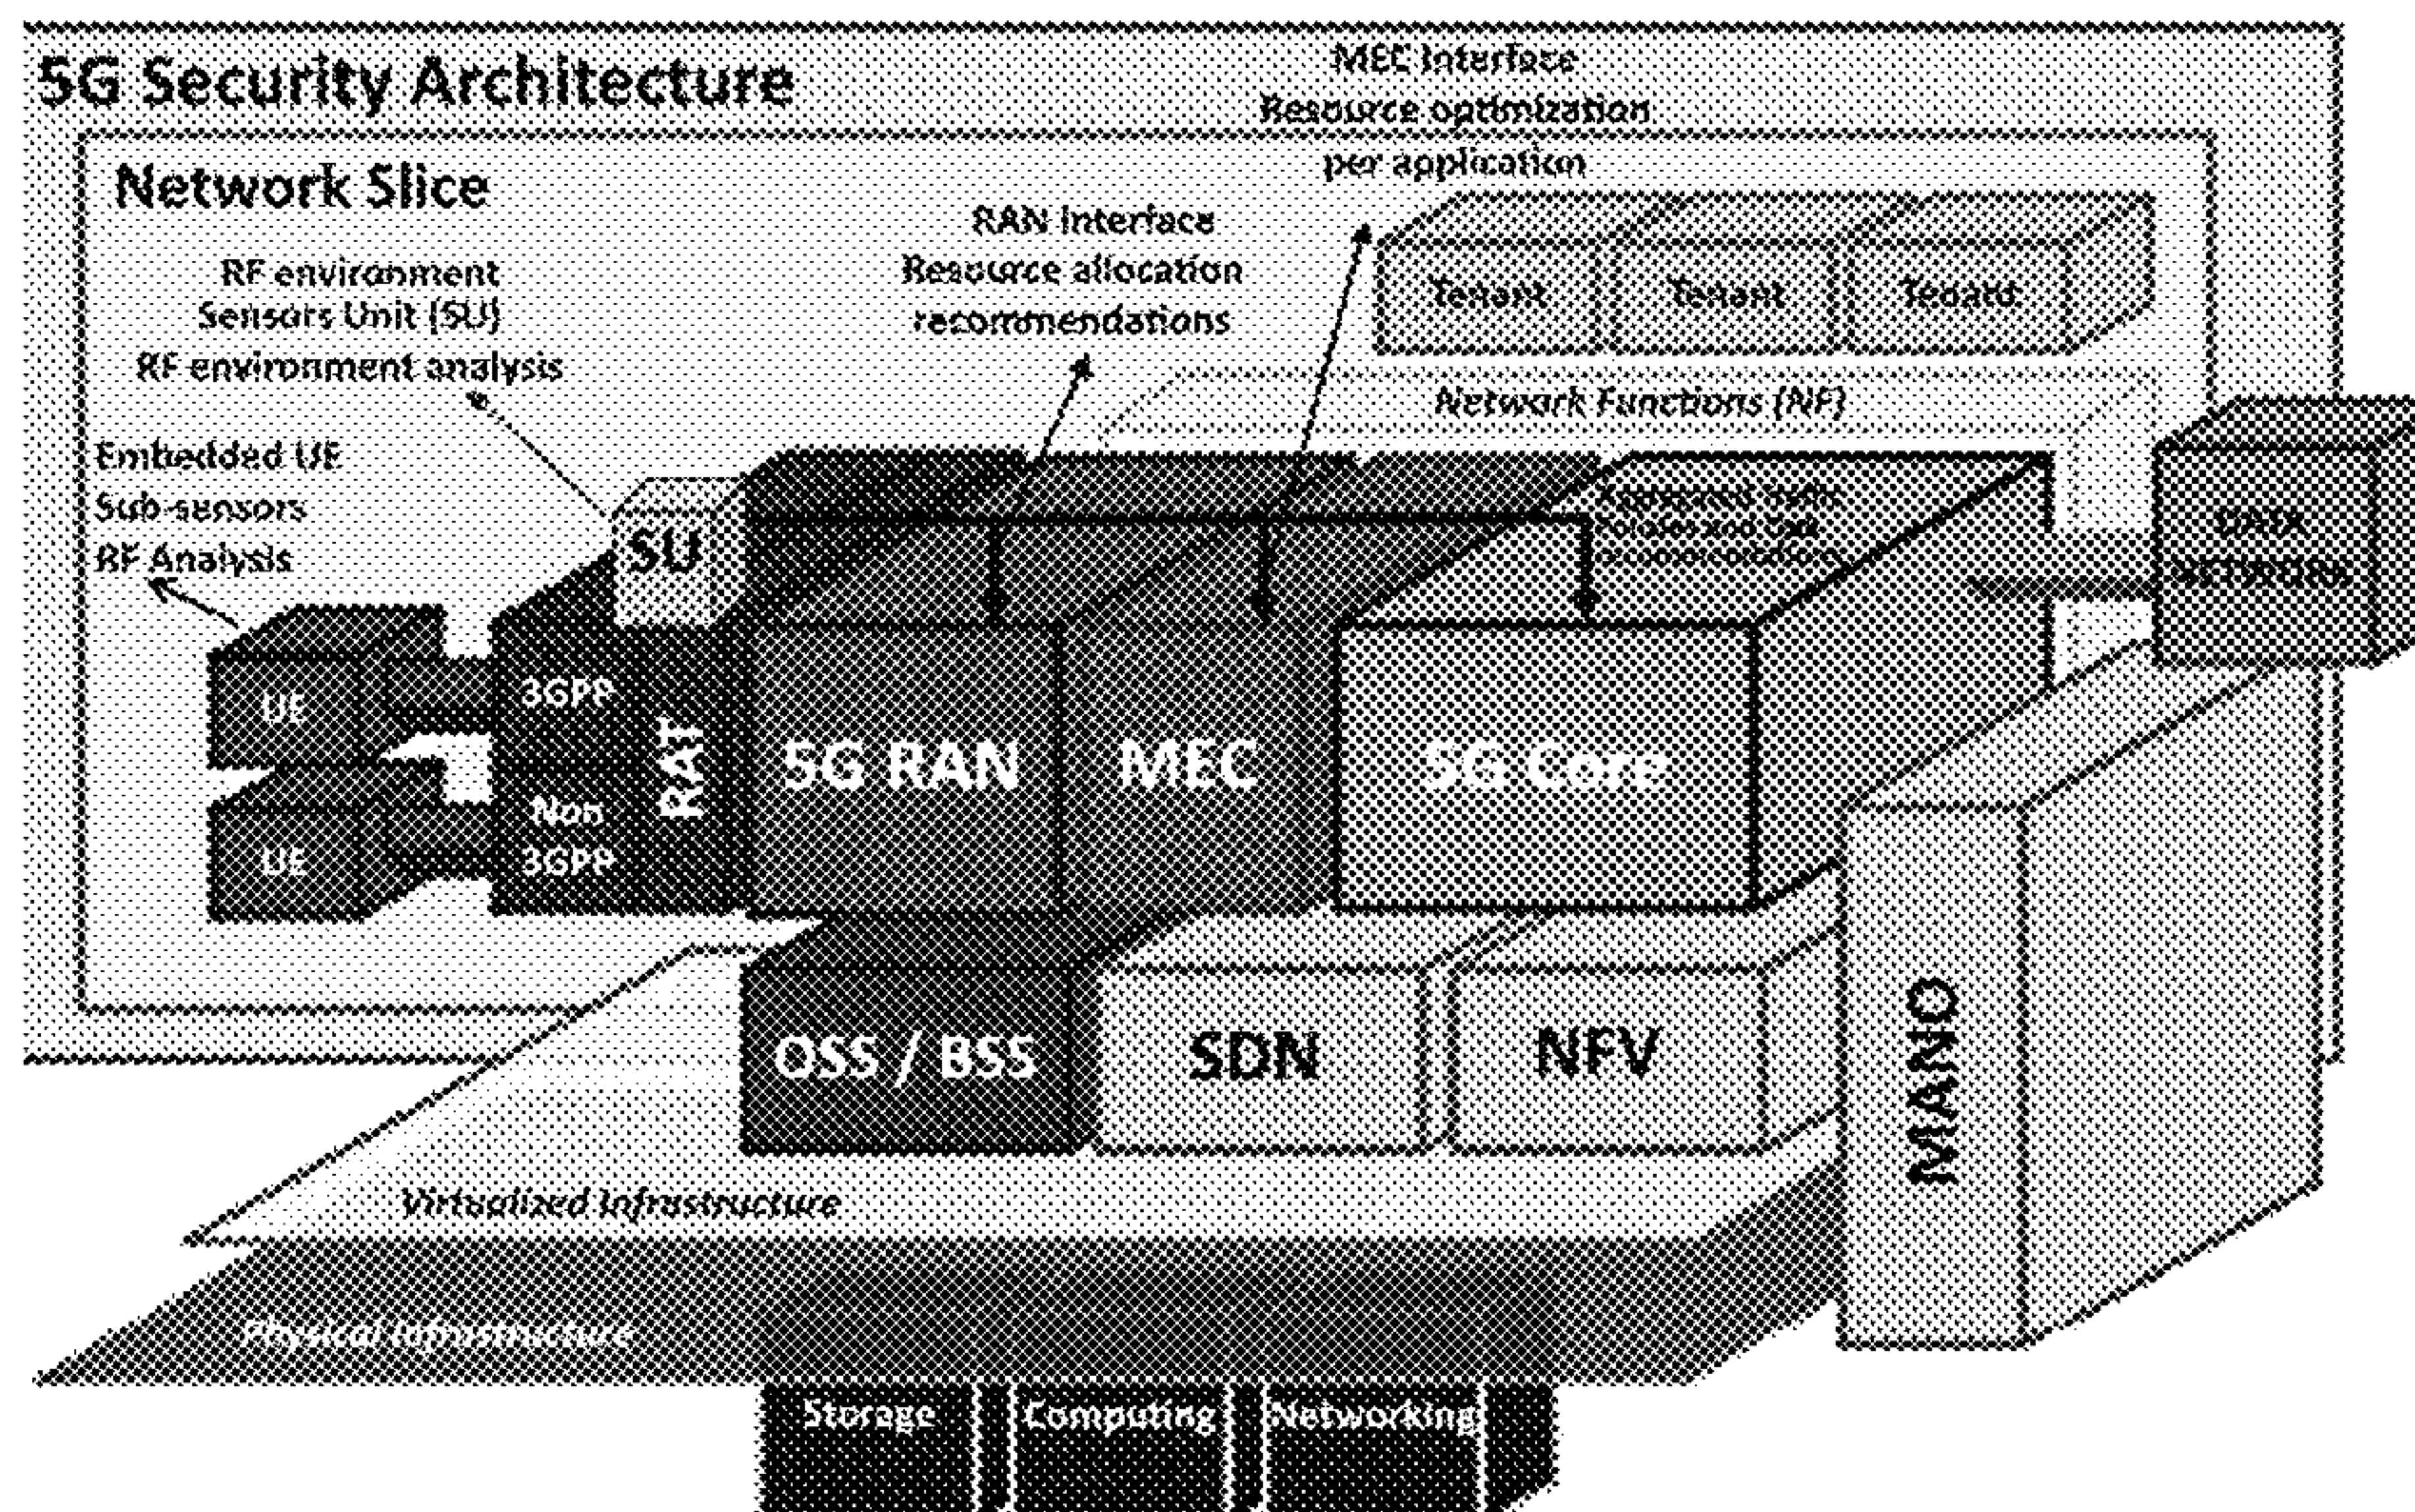 5G Security Architecture
MEC Interface
Resource optimization
per application
Network Slice
RAN Interface
Resource allocation
recommendations
RF environment
Sensors Unit (SU)
RF environment analysis
Tenant
Tenant
Tenant
Network Functions (NF)
Embedded UE
Sub-sensors
RF Analysis
SU
DATA
NETWORK
UE
3GPP
RAT
5G RAN
MEC
5G Core
UE
Non
3GPP
OSS / BSS
SDN
NFV
MANO
Virtualized Infrastructure
Physical Infrastructure
Storage
Computing
Networking